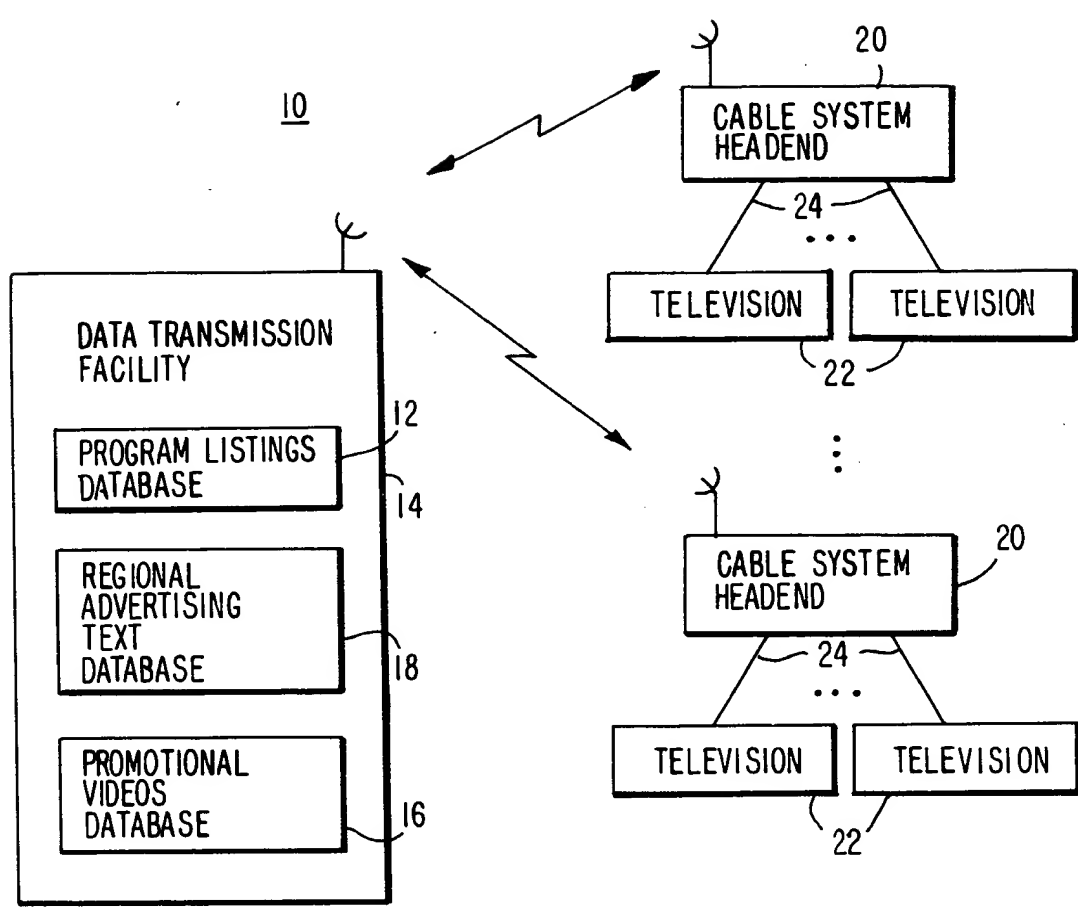 10
20
CABLE SYSTEM
HEADEND
24
TELEVISION
TELEVISION
22
DATA TRANSMISSION
FACILITY
12
PROGRAM LISTINGS
DATABASE
14
REGIONAL
ADVERTISING
TEXT
DATABASE
18
PROMOTIONAL
VIDEOS
DATABASE
16
20
CABLE SYSTEM
HEADEND
24
TELEVISION
TELEVISION
22